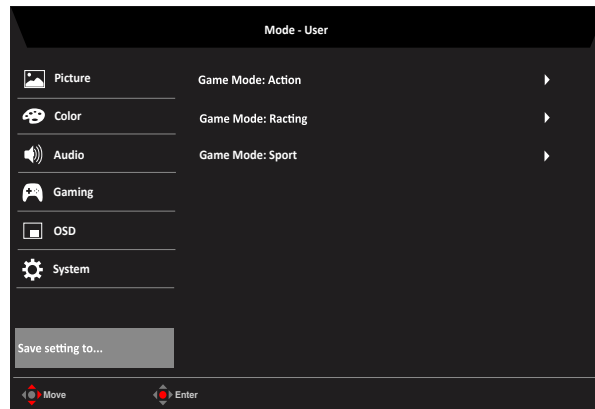 Mode - User
Picture
Game Mode: Action
Color
Game Mode: Racting
Audio
Game Mode: Sport
Gaming
OSD
System
Save setting to...
Move
Enter